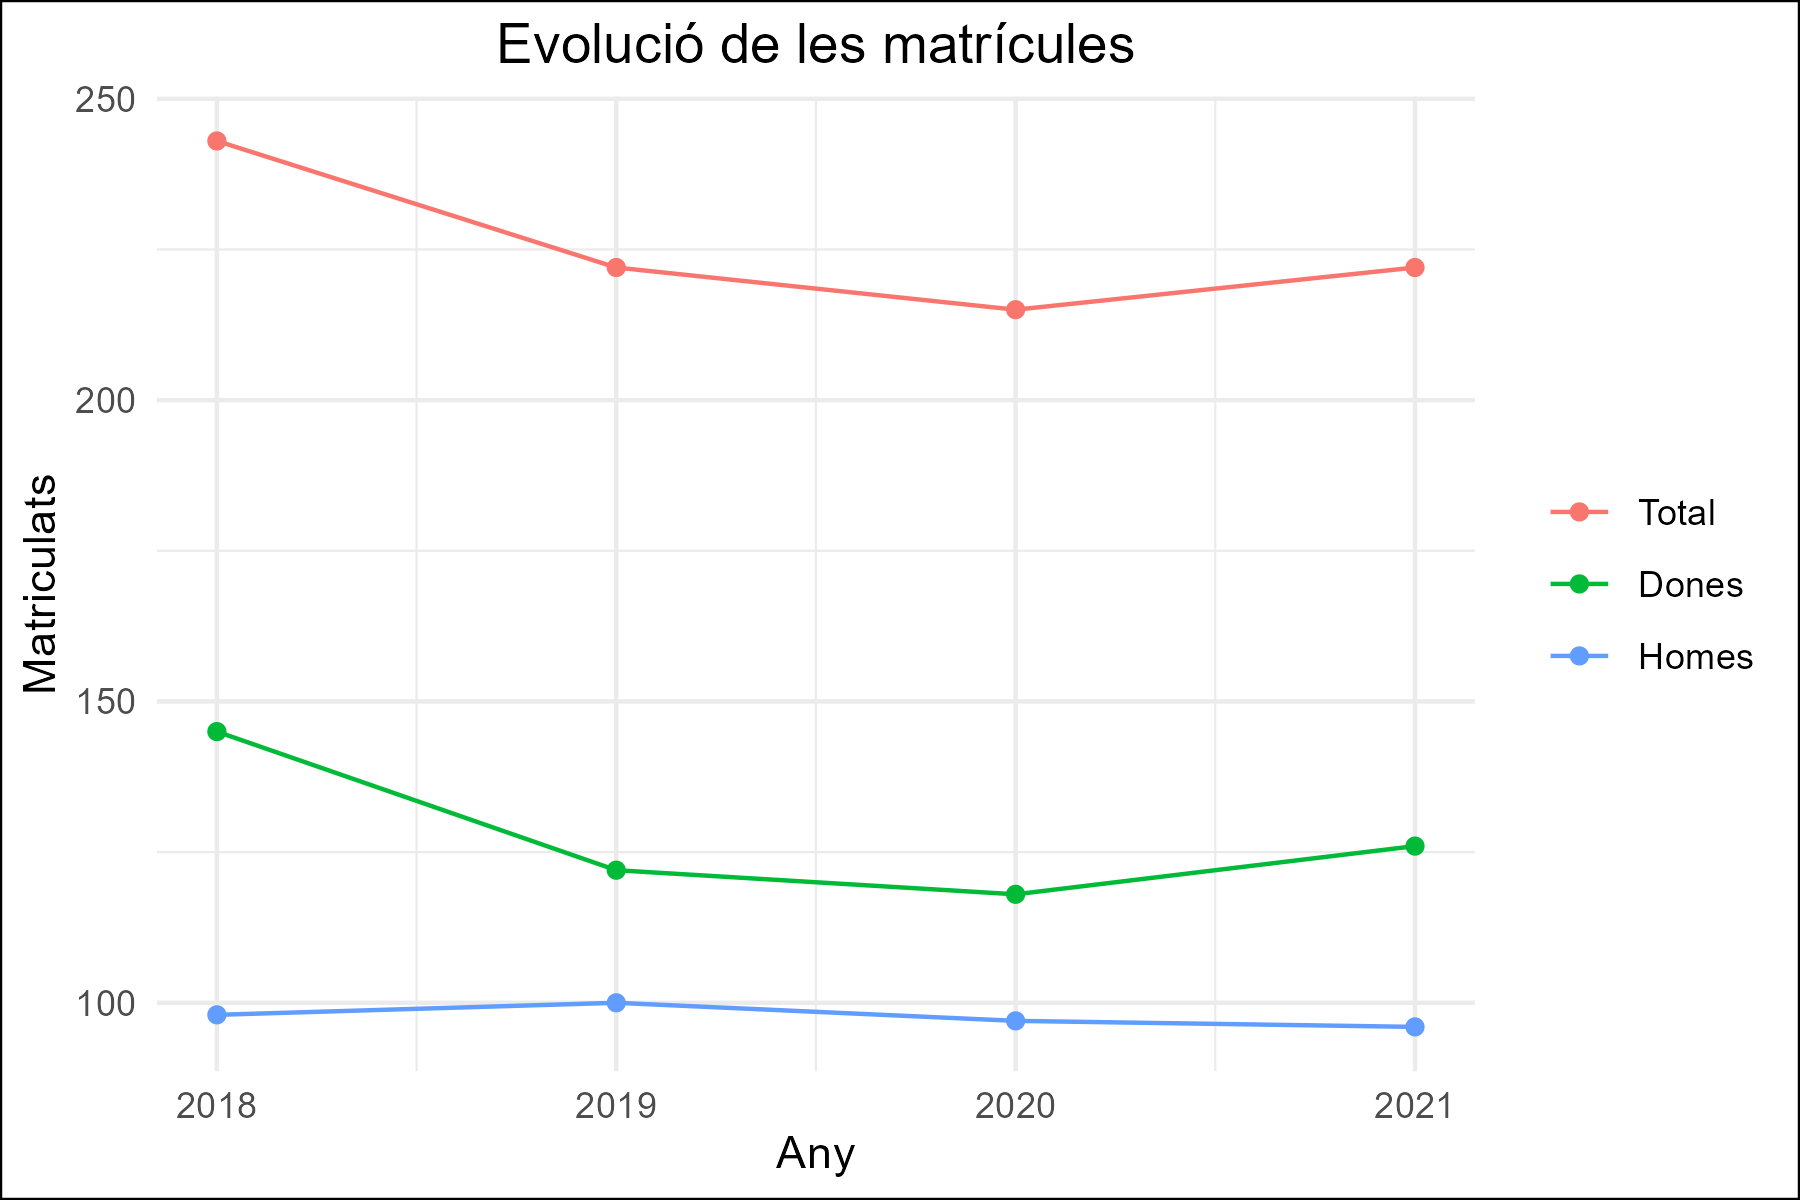 Evolució de les matrícules
250
200
150
100
Matriculats
2018 2019 2020 2021
Any
Total
Dones
Homes